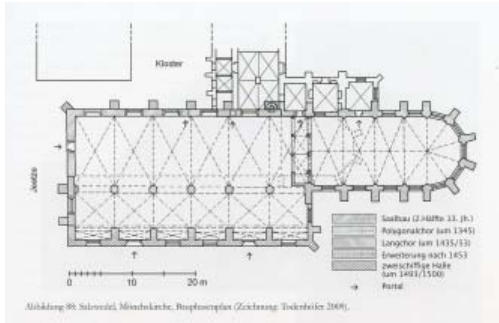 Kloster
Jeetze
Saalbau (2.Hälfte 13. Jh.)
Polygonalchor (um 1345)
Langchor (um 1435/53)
Erweiterung nach 1453
zweischiffige Halle
(um 1493/1500)
Portal
0 10 20 m
Abbildung 89: Salzwedel, Mönchskirche, Bauphasenplan (Zeichnung: Todenhöfer 2009).